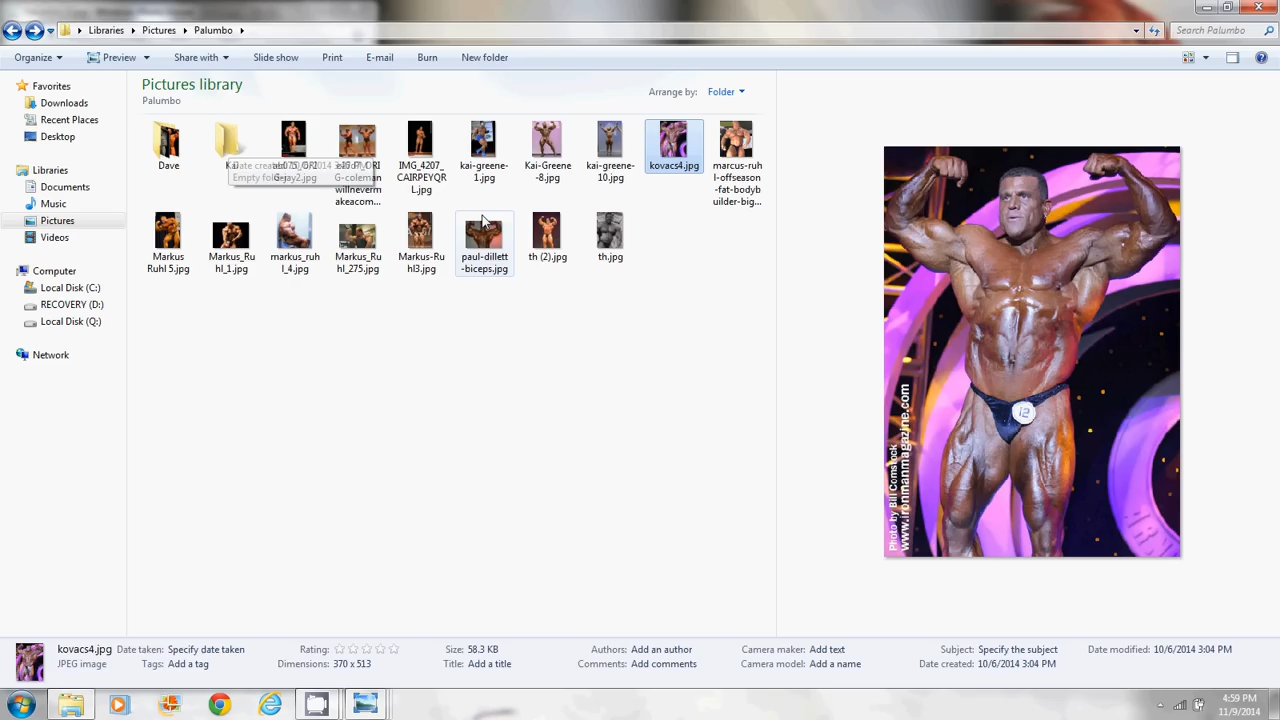 Libraries Pictures Palumbo
Search Palumbo
Organize Preview Share with Slide show Print E-mail Burn New folder
Favorites
Downloads
Recent Places
Desktop
Libraries
Documents
Music
Pictures
Videos
Computer
Local Disk (C:)
RECOVERY (D:)
Local Disk (Q:)
Network
Pictures library
Palumbo
Arrange by: Folder
Dave
IMG_4207_
CAIRPEYQR
L.jpg
kai-greene-
1.jpg
Kai-Greene
-8.jpg
kai-greene-
10.jpg
kovacs4.jpg
marcus-ruh
l-offseason
-fat-bodyb
uilder-big...
G-jay2.jpg
G-coleman
willneverm
akeacom...
Empty folder
Markus
Ruhl 5.jpg
Markus_Ru
hl_1.jpg
markus_ruh
l_4.jpg
Markus_Ru
hl_275.jpg
Markus-Ru
hl3.jpg
paul-dillett
-biceps.jpg
th (2).jpg
th.jpg
12
Photo by Bill Comstock
www.ironmanmagazine.com
kovacs4.jpg Date taken: Specify date taken Rating: Size: 58.3 KB Authors: Add an author Camera maker: Add text Subject: Specify the subject Date modified: 10/6/2014 3:04 PM
JPEG image Tags: Add a tag Dimensions: 370 x 513 Title: Add a title Comments: Add comments Camera model: Add a name Date created: 10/6/2014 3:04 PM
4:59 PM
11/9/2014